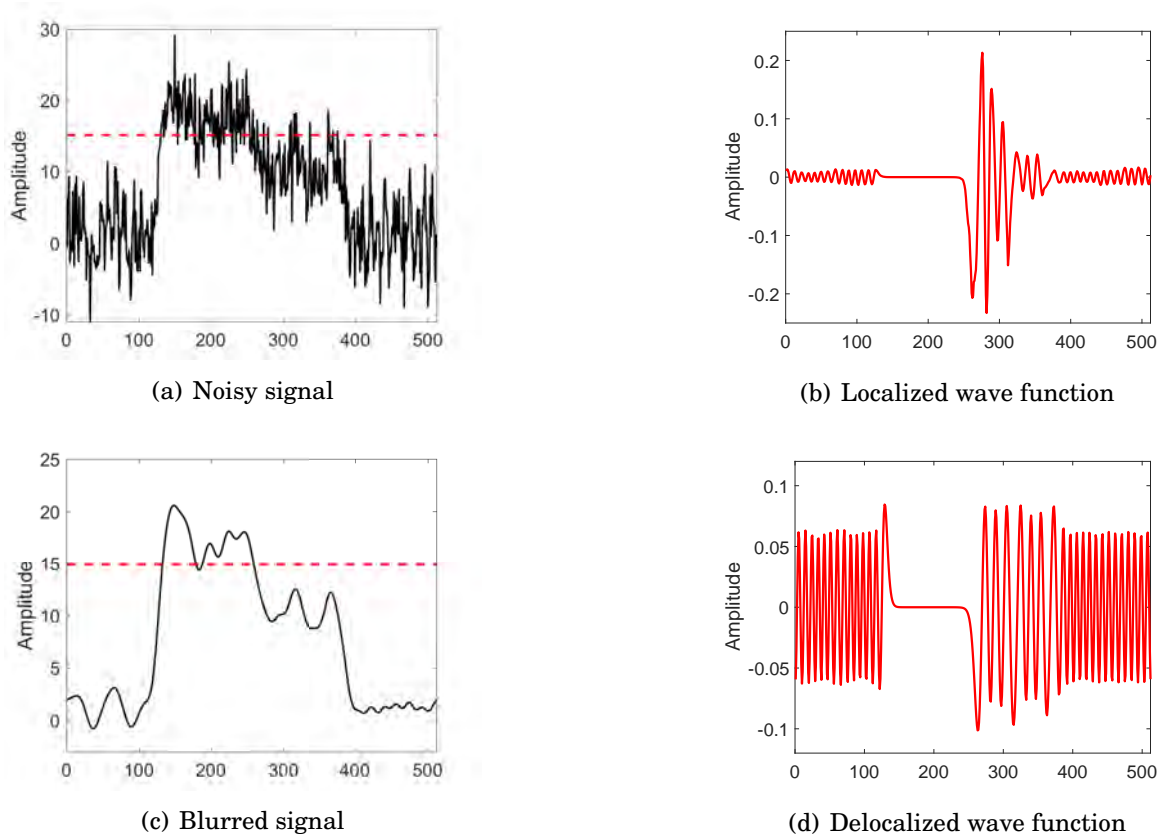 30
20
10
0
-10
Amplitude
0 100 200 300 400 500
(a) Noisy signal
0.2
0.1
0
-0.1
-0.2
Amplitude
0 100 200 300 400 500
(b) Localized wave function
25
20
15
10
5
0
Amplitude
0 100 200 300 400 500
(c) Blurred signal
0.1
0.05
0
-0.05
-0.1
Amplitude
0 100 200 300 400 500
(d) Delocalized wave function